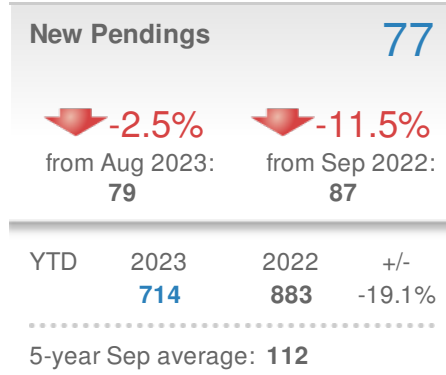 New Pendings 77
-2.5% -11.5%
from Aug 2023: from Sep 2022:
79 87
YTD 2023 2022 +/-
714 883 -19.1%
5-year Sep average: 112